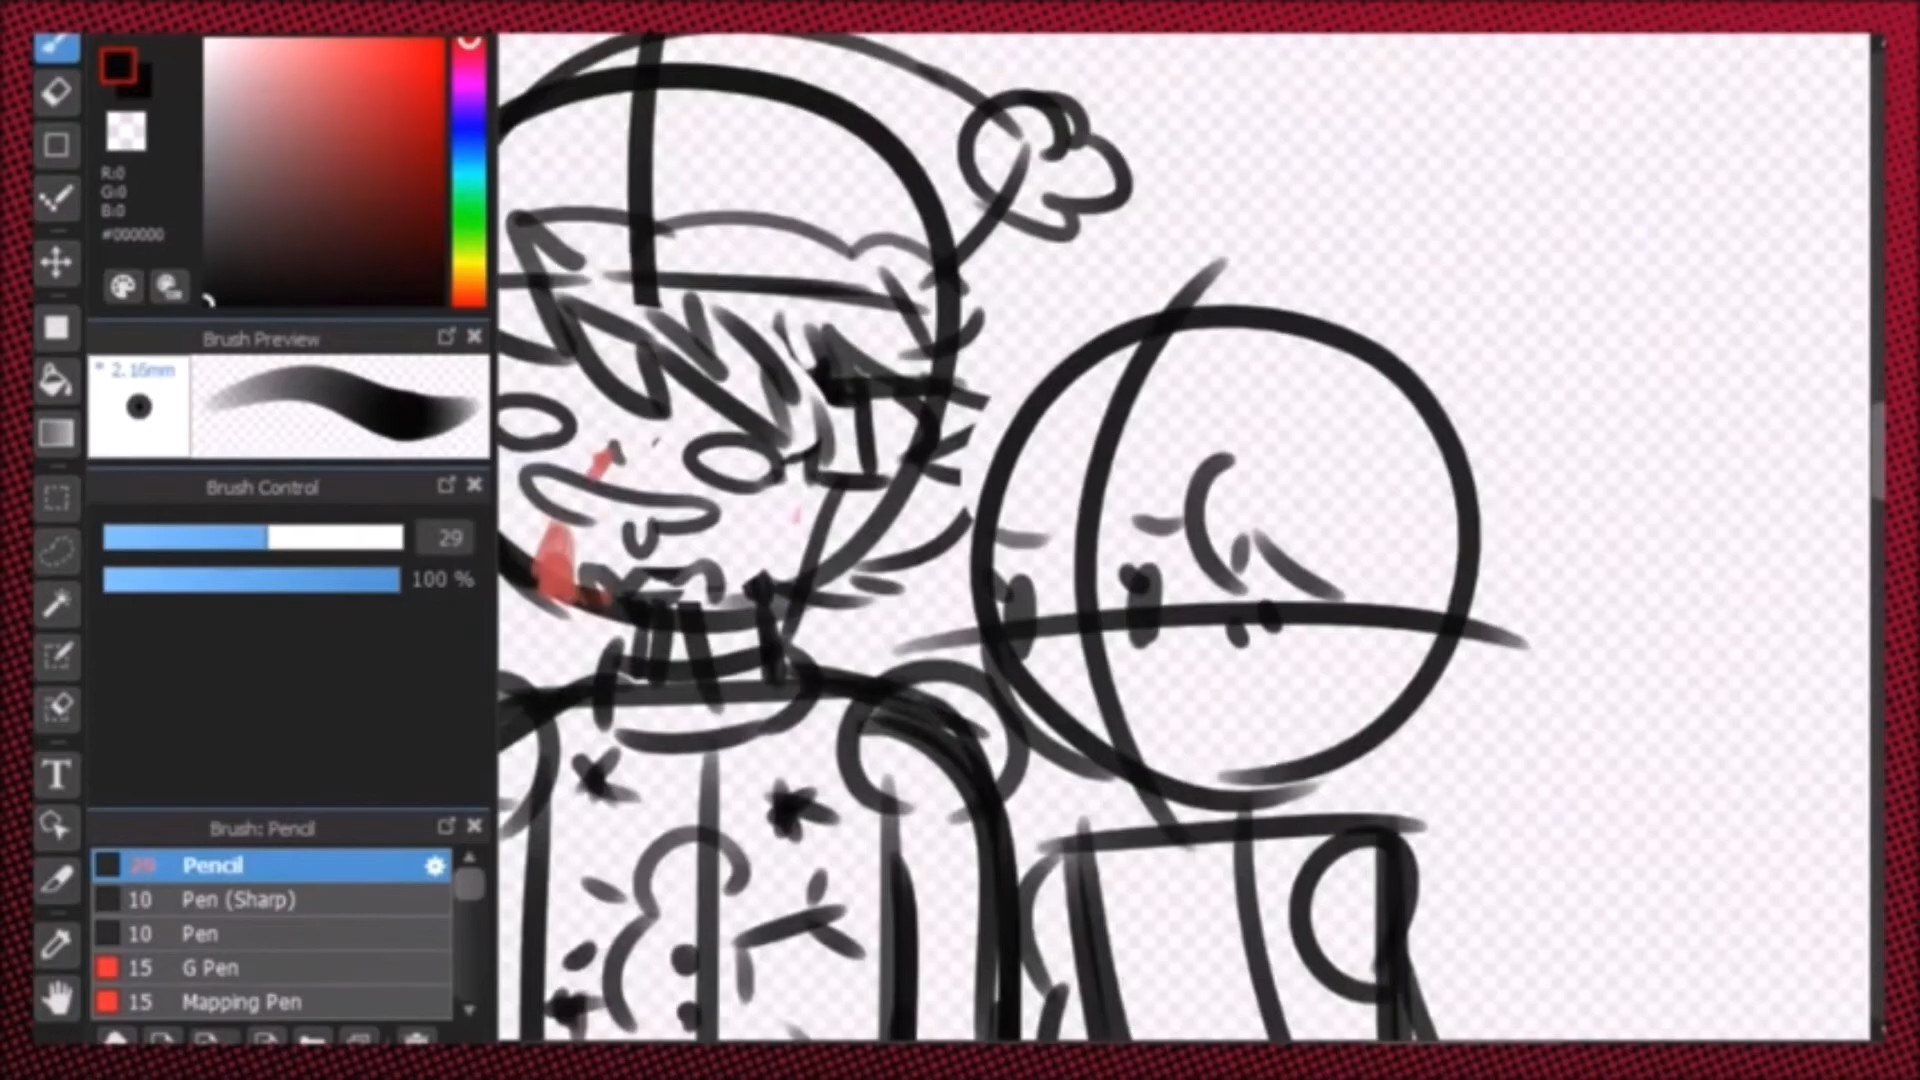 R:0
G:0
B:0
#000000
Brush Preview
* 2.16mm
Brush Control
29
100 %
Brush: Pencil
29 Pencil
10 Pen (Sharp)
10 Pen
15 G Pen
15 Mapping Pen
T